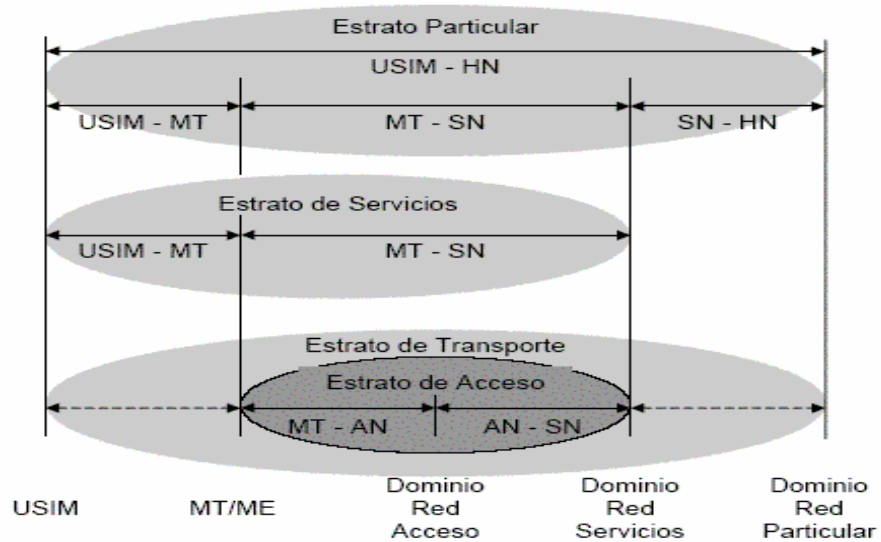 Estrato Particular
USIM - HN
USIM - MT MT - SN SN - HN
Estrato de Servicios
USIM - MT MT - SN
Estrato de Transporte
Estrato de Acceso
MT - AN AN - SN
USIM MT/ME Dominio Red Acceso Dominio Red Servicios Dominio Red Particular